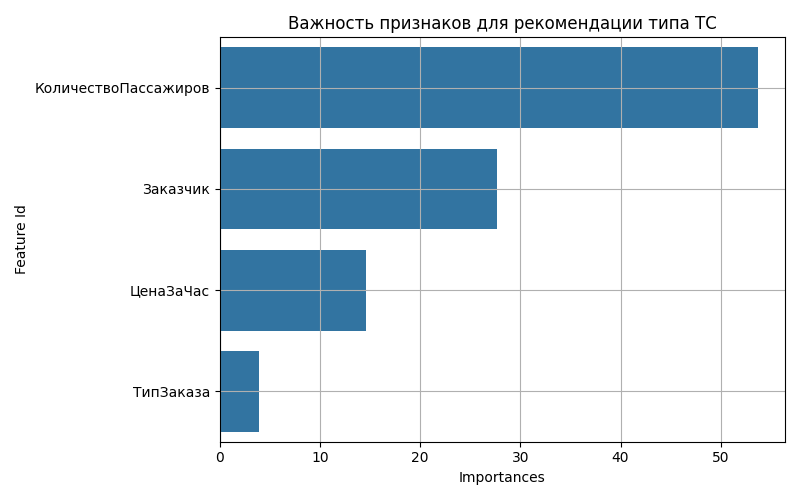 Важность признаков для рекомендации типа ТС
Feature Id
КоличествоПассажиров
Заказчик
ЦенаЗаЧас
ТипЗаказа
0 10 20 30 40 50
Importances